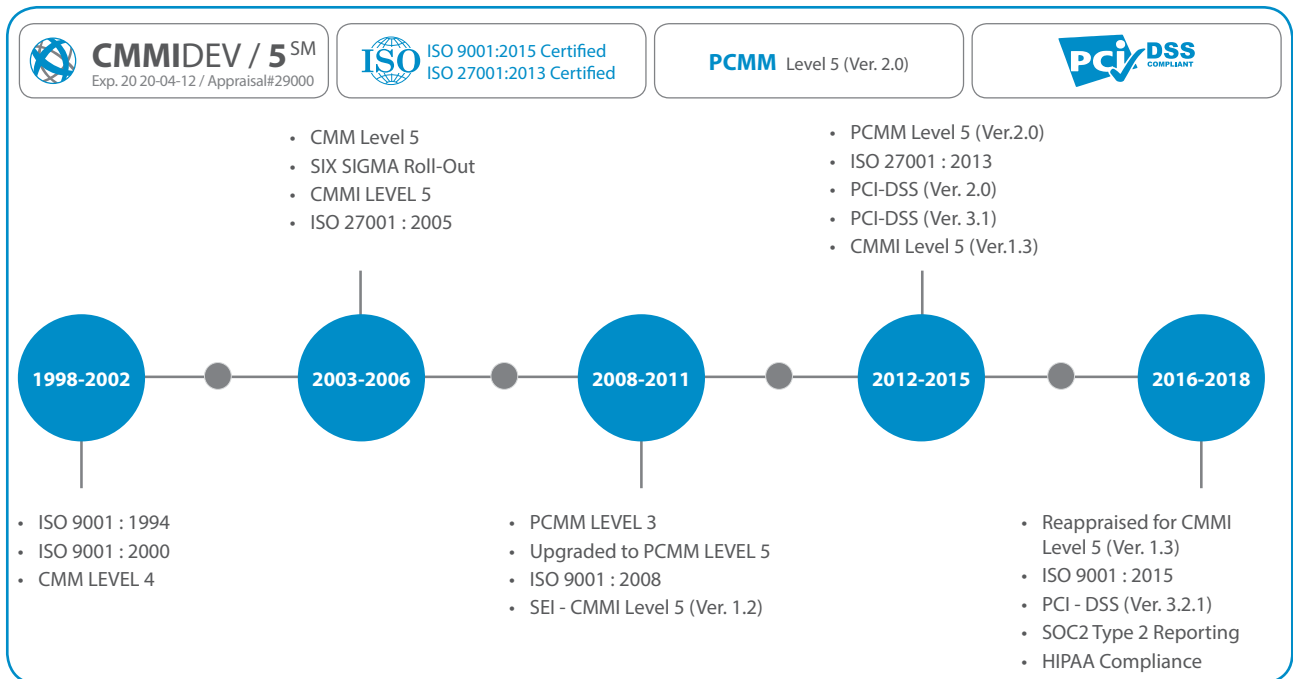 CMMIDEV / 5 SM
Exp. 20 20-04-12 / Appraisal#29000
ISO
ISO 9001:2015 Certified
ISO 27001:2013 Certified
PCMM Level 5 (Ver. 2.0)
PCi DSS
COMPLIANT
• CMM Level 5
• SIX SIGMA Roll-Out
• CMMI LEVEL 5
• ISO 27001 : 2005
• PCMM Level 5 (Ver.2.0)
• ISO 27001 : 2013
• PCI-DSS (Ver. 2.0)
• PCI-DSS (Ver. 3.1)
• CMMI Level 5 (Ver.1.3)
1998-2002
2003-2006
2008-2011
2012-2015
2016-2018
• ISO 9001 : 1994
• ISO 9001 : 2000
• CMM LEVEL 4
• PCMM LEVEL 3
• Upgraded to PCMM LEVEL 5
• ISO 9001 : 2008
• SEI - CMMI Level 5 (Ver. 1.2)
• Reappraised for CMMI
Level 5 (Ver. 1.3)
• ISO 9001 : 2015
• PCI - DSS (Ver. 3.2.1)
• SOC2 Type 2 Reporting
• HIPAA Compliance